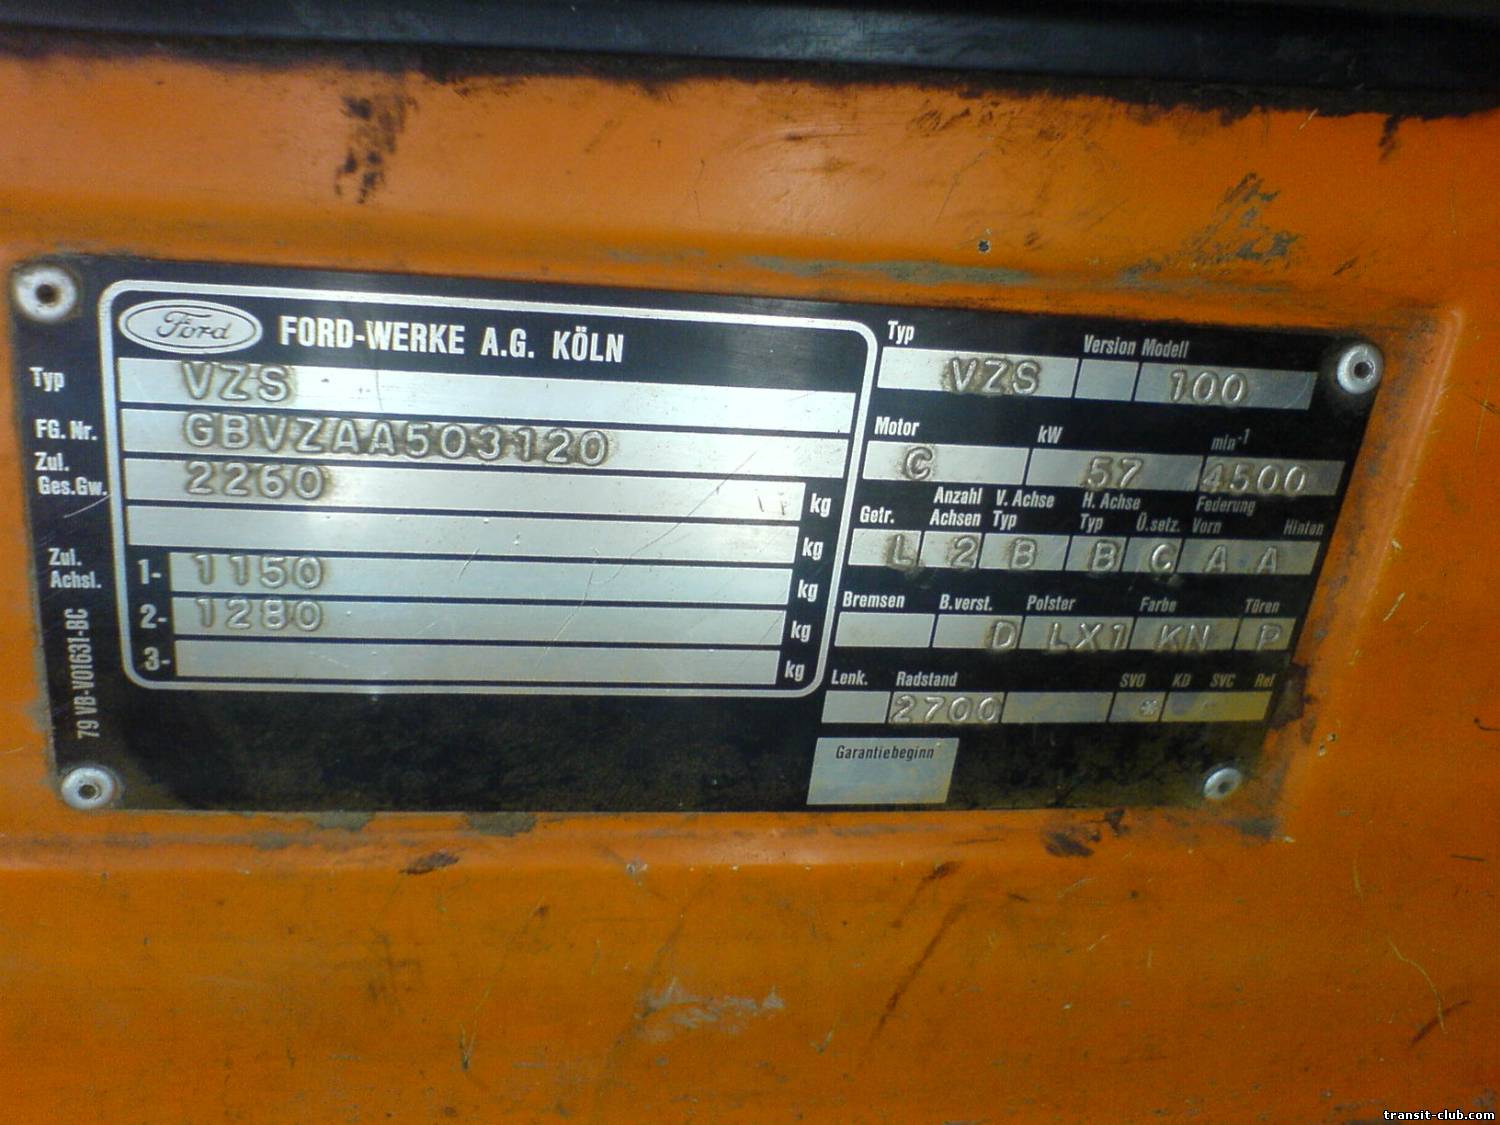 Ford FORD-WERKE A.G. KÖLN
Typ VZS
FG. Nr. GBVZAA503120
Zul. Ges.Gw. 2260 kg
kg
Zul. Achsl. 1- 1150 kg
2- 1280 kg
3- kg
79 VB-V01631-BC
Typ Version Modell
VZS 100
Motor kW min-1
C 57 4500
Getr. Anzahl Achsen V. Achse Typ H. Achse Typ Ü.setz. Federung Vorn Hinten
L 2 B B C A A
Bremsen B.verst. Polster Farbe Türen
D LX1 KN P
Lenk. Radstand SVO KD SVC Ref
2700 *
Garantiebeginn
transit-club.com